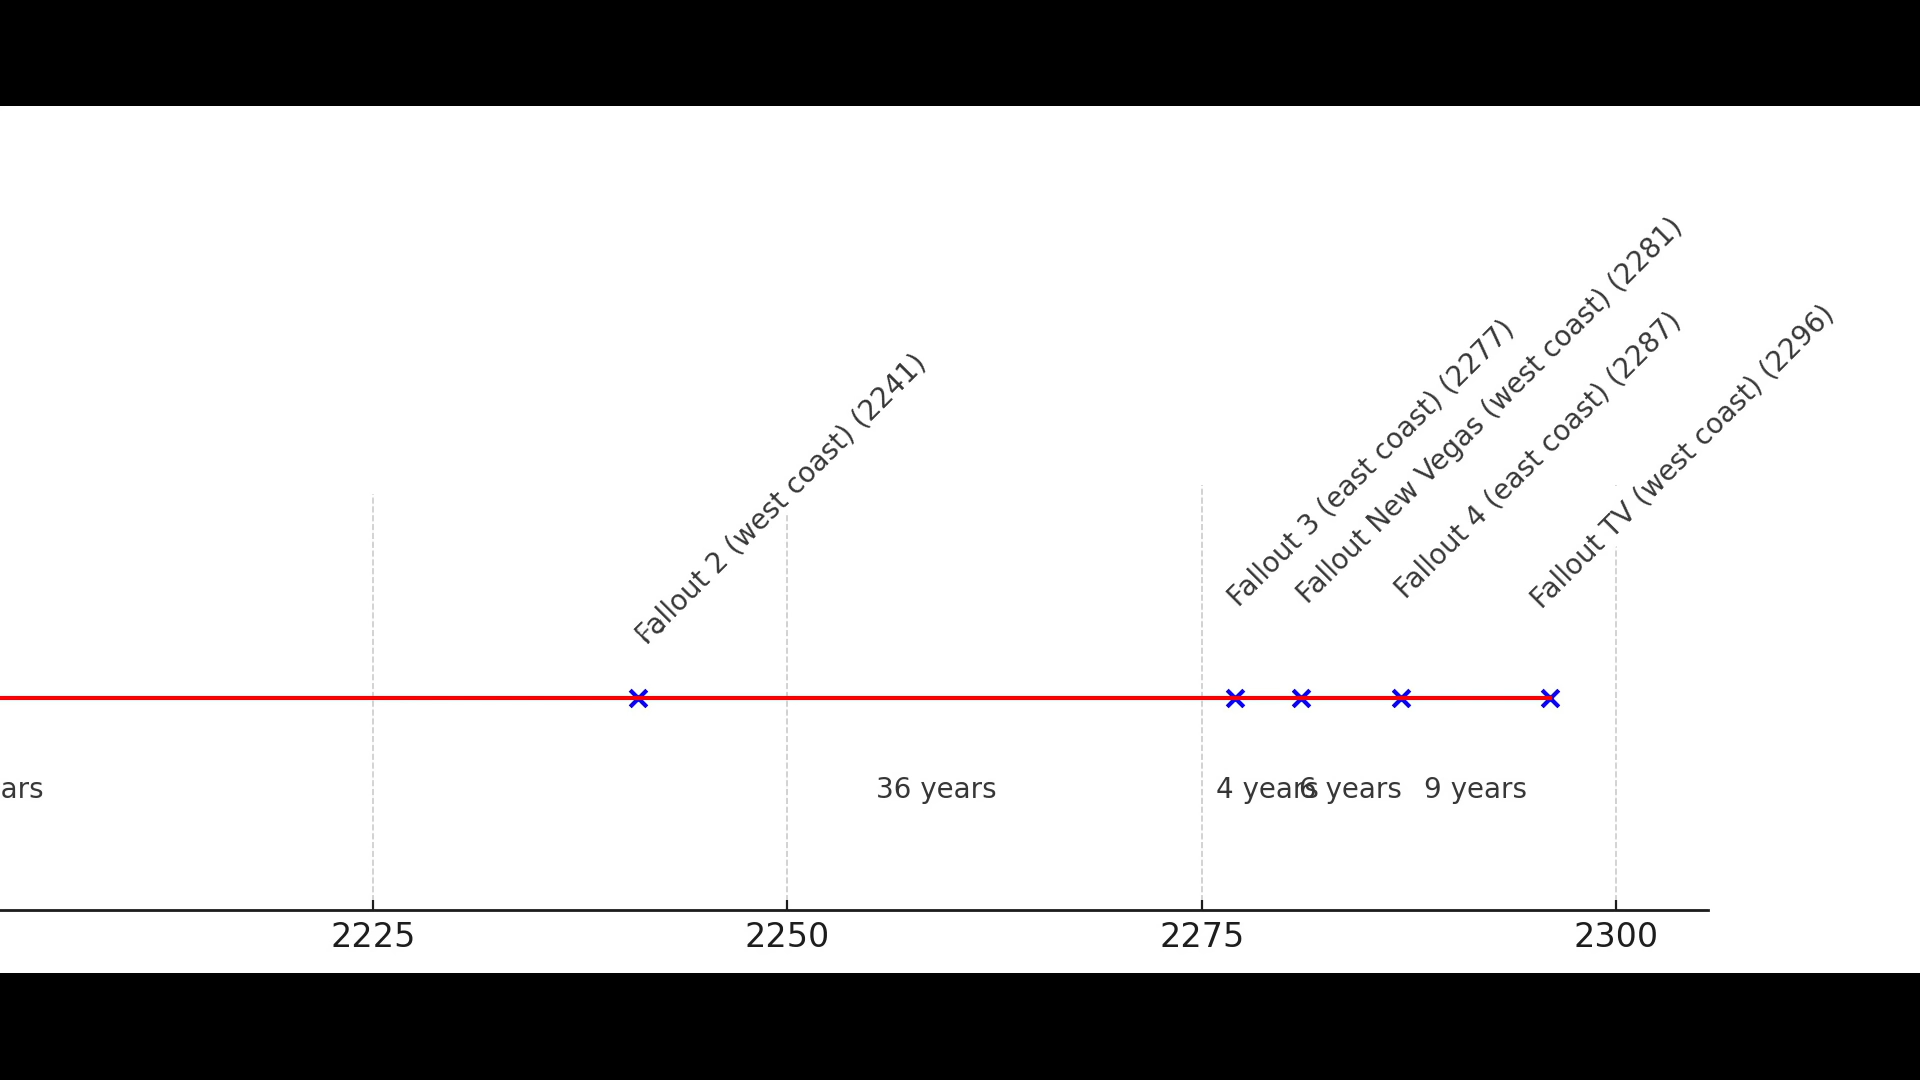 Fallout 2 (west coast) (2241)
Fallout 3 (east coast) (2277)
Fallout New Vegas (west coast) (2281)
Fallout 4 (east coast) (2287)
Fallout TV (west coast) (2296)
ars
36 years
4 years
6 years
9 years
2225
2250
2275
2300